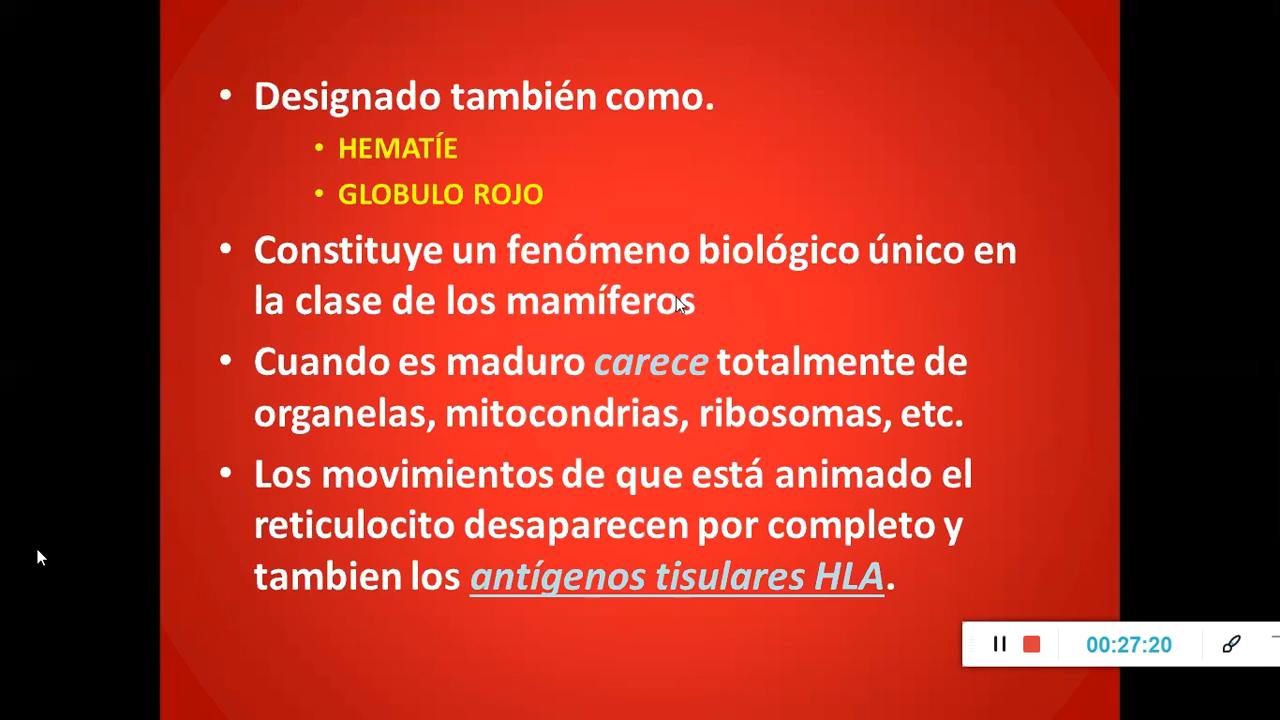 • Designado también como.
• HEMATÍE
• GLOBULO ROJO
• Constituye un fenómeno biológico único en
la clase de los mamíferos
• Cuando es maduro carece totalmente de
organelas, mitocondrias, ribosomas, etc.
• Los movimientos de que está animado el
reticulocito desaparecen por completo y
tambien los antígenos tisulares HLA.
00:27:20